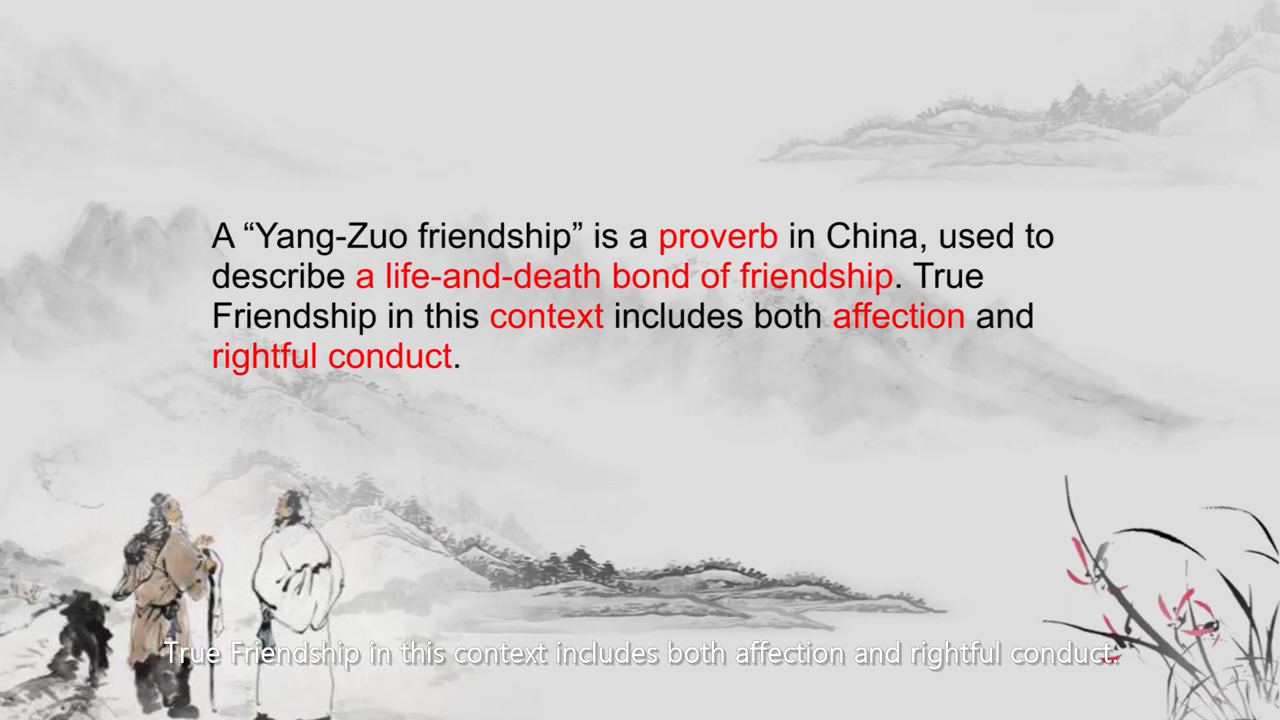 A “Yang-Zuo friendship” is a proverb in China, used to
describe a life-and-death bond of friendship. True
Friendship in this context includes both affection and
rightful conduct.
True Friendship in this context includes both affection and rightful conduct.